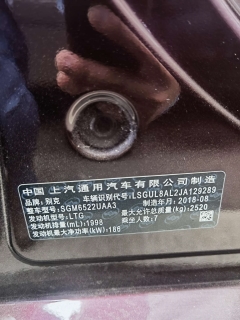 中国 上汽通用汽车有限公司制造
品牌: 别克 车辆识别代号: LSGUL8AL2JA129289
型号: SGM6522UAA3 制造年月: 2018-08
发动机型号: LTG 最大允许总质量(kg): 2520
发动机排量(mL): 1998 乘坐人数: 7
发动机最大净功率(kW): 186